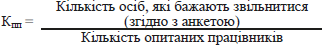 Кількість осіб, які бажають звільнитися
(згідно з анкетою)
Кпп =
Кількість опитаних працівників